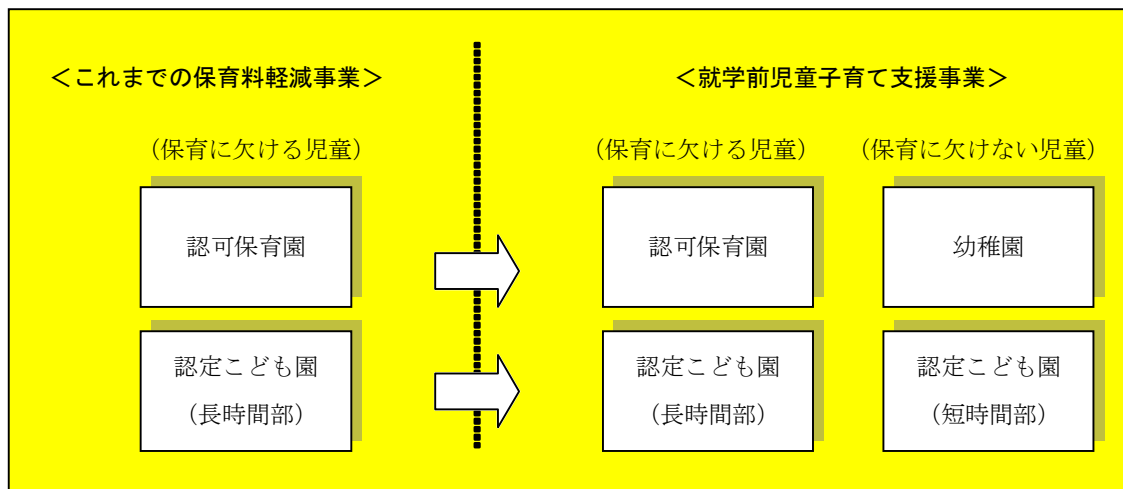 ＜これまでの保育料軽減事業＞
（保育に欠ける児童）
認可保育園
認定こども園
（長時間部）
＜就学前児童子育て支援事業＞
（保育に欠ける児童）
（保育に欠けない児童）
認可保育園
幼稚園
認定こども園
（長時間部）
認定こども園
（短時間部）